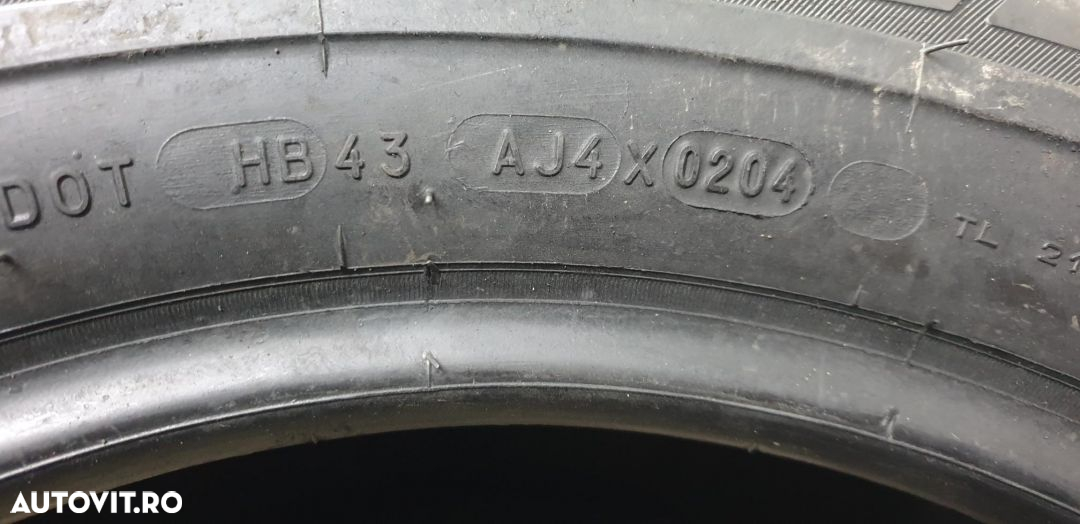 DOT HB43 AJ4X 0204 TL
AUTOVIT.RO